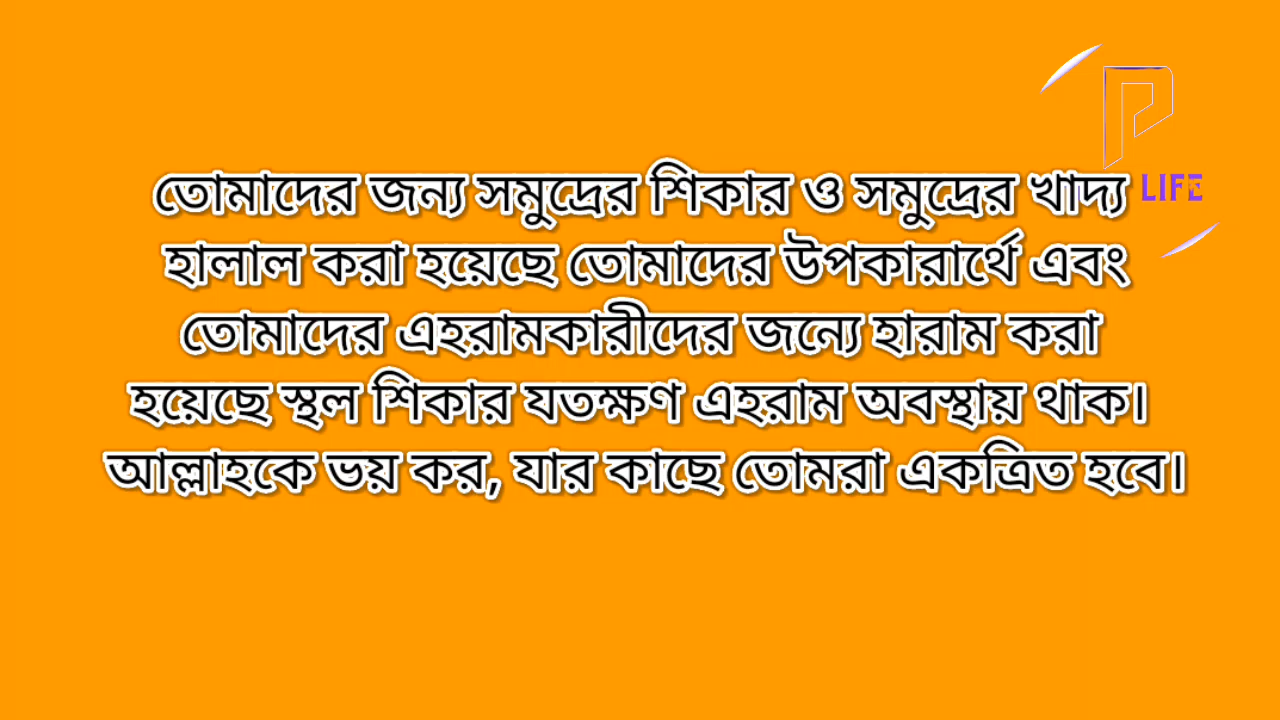 তোমাদের জন্য সমুদ্রের শিকার ও সমুদ্রের খাদ্য
হালাল করা হয়েছে তোমাদের উপকারার্থে এবং
তোমাদের এহরামকারীদের জন্যে হারাম করা
হয়েছে স্থল শিকার যতক্ষণ এহরাম অবস্থায় থাক।
আল্লাহকে ভয় কর, যার কাছে তোমরা একত্রিত হবে।
P
LIFE